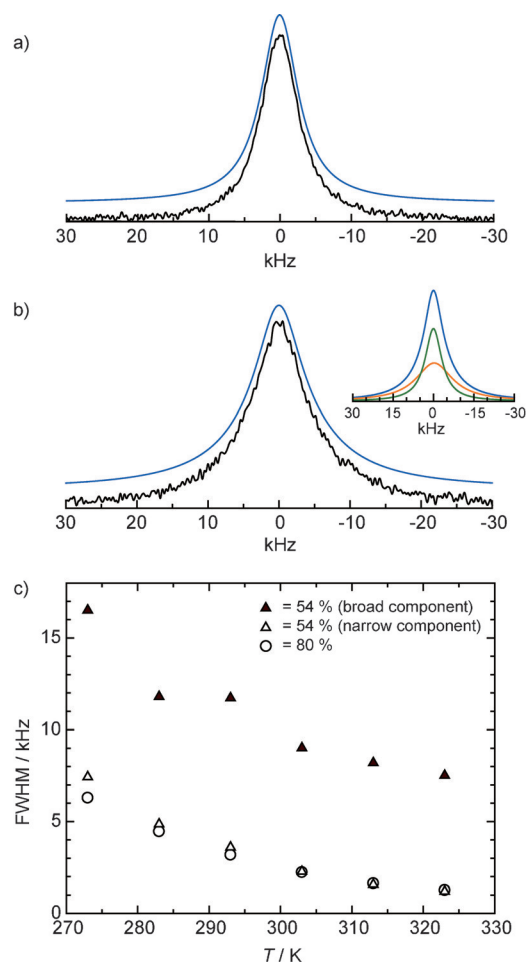 a)
30 20 10 0 -10 -20 -30
kHz
b)
30 15 0 -15 -30
kHz
30 20 10 0 -10 -20 -30
kHz
c)
▲ = 54 % (broad component)
△ = 54 % (narrow component)
○ = 80 %
15
10
5
0
FWHM / kHz
270 280 290 300 310 320 330
T / K